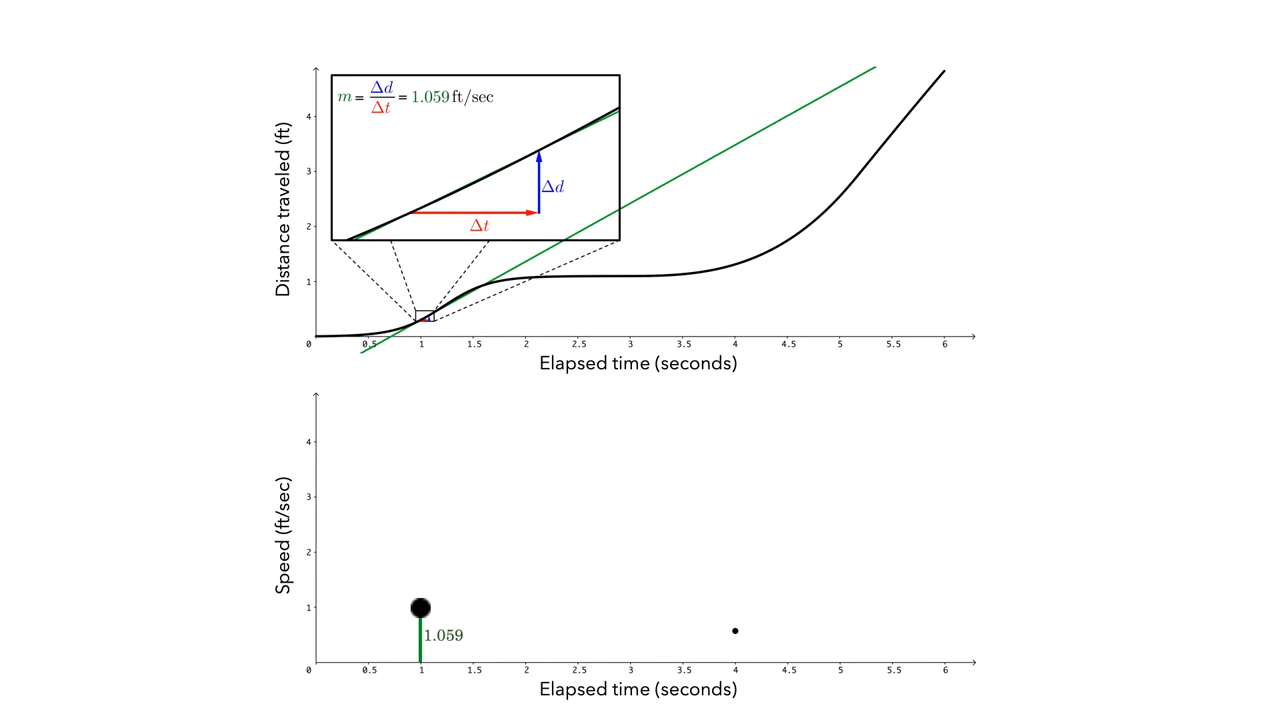 m = Δd/Δt = 1.059 ft/sec
Δd
Δt
Distance traveled (ft)
4
3
2
1
0 0.5 1 1.5 2 2.5 3 3.5 4 4.5 5 5.5 6
Elapsed time (seconds)
Speed (ft/sec)
4
3
2
1
1.059
0 0.5 1 1.5 2 2.5 3 3.5 4 4.5 5 5.5 6
Elapsed time (seconds)